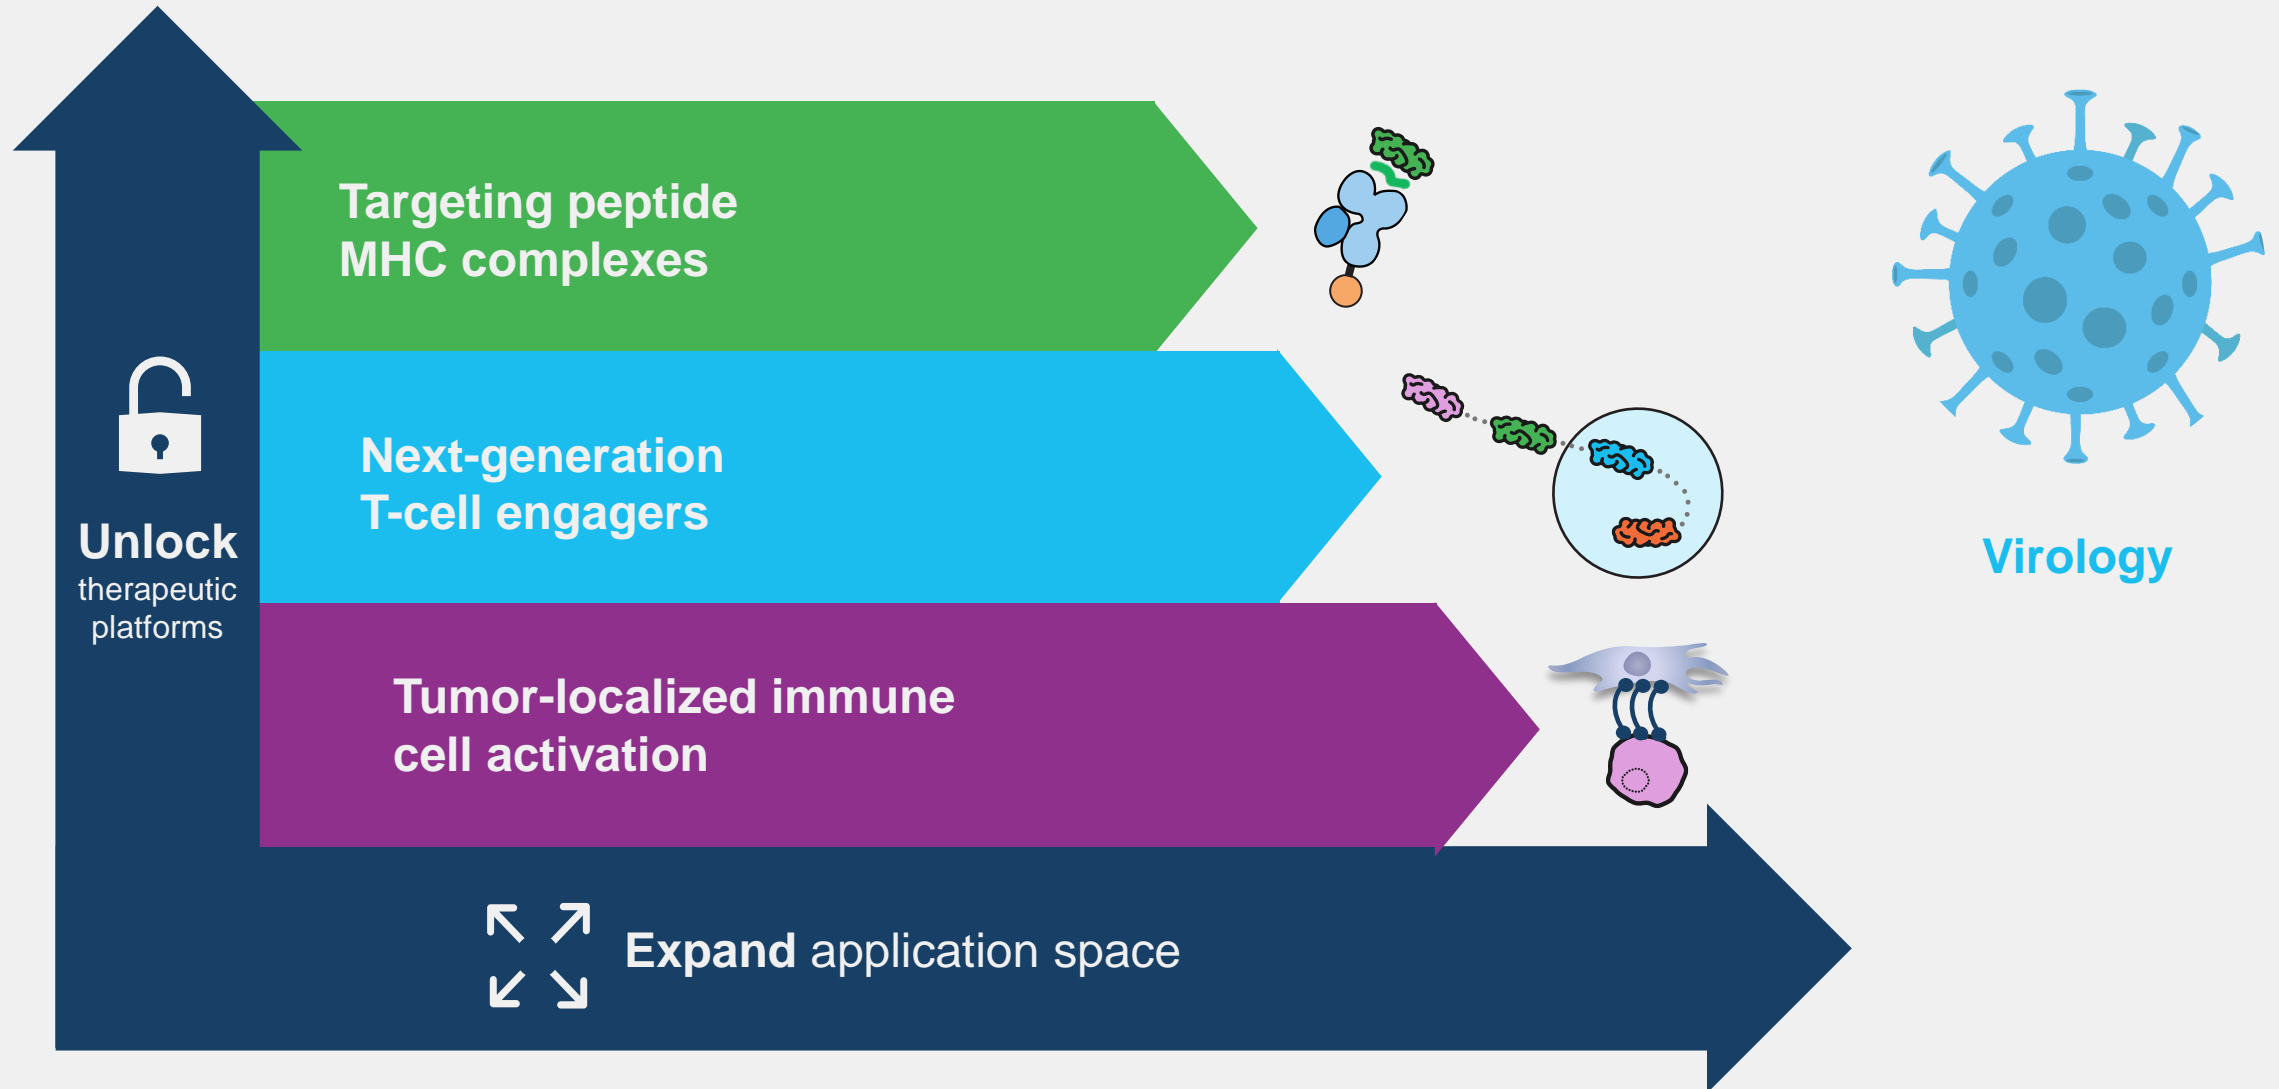 Targeting peptide
MHC complexes
Next-generation
T-cell engagers
Unlock
therapeutic
platforms
Virology
Tumor-localized immune
cell activation
Expand application space